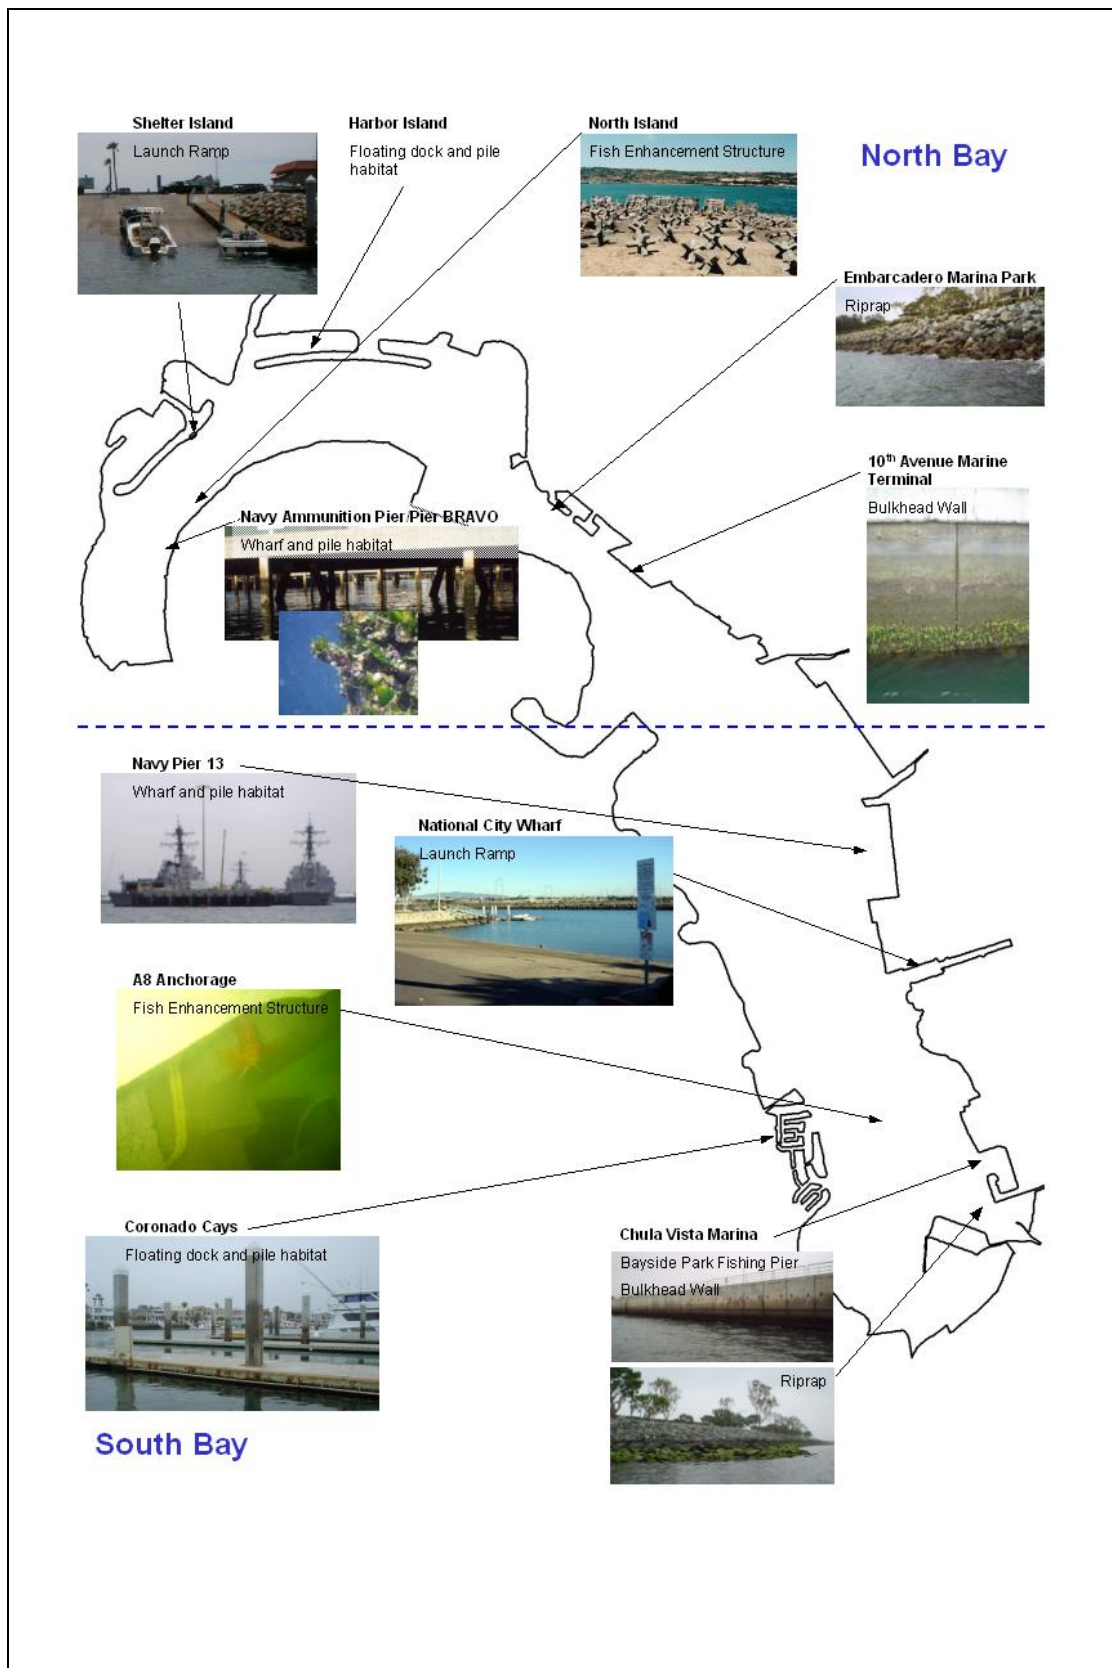 Shelter Island
Launch Ramp
Harbor Island
Floating dock and pile
habitat
North Island
Fish Enhancement Structure
North Bay
Embarcadero Marina Park
Riprap
10th Avenue Marine
Terminal
Bulkhead Wall
Navy Ammunition Pier/Pier BRAVO
Wharf and pile habitat
Navy Pier 13
Wharf and pile habitat
National City Wharf
Launch Ramp
A8 Anchorage
Fish Enhancement Structure
Coronado Cays
Floating dock and pile habitat
Chula Vista Marina
Bayside Park Fishing Pier
Bulkhead Wall
Riprap
South Bay